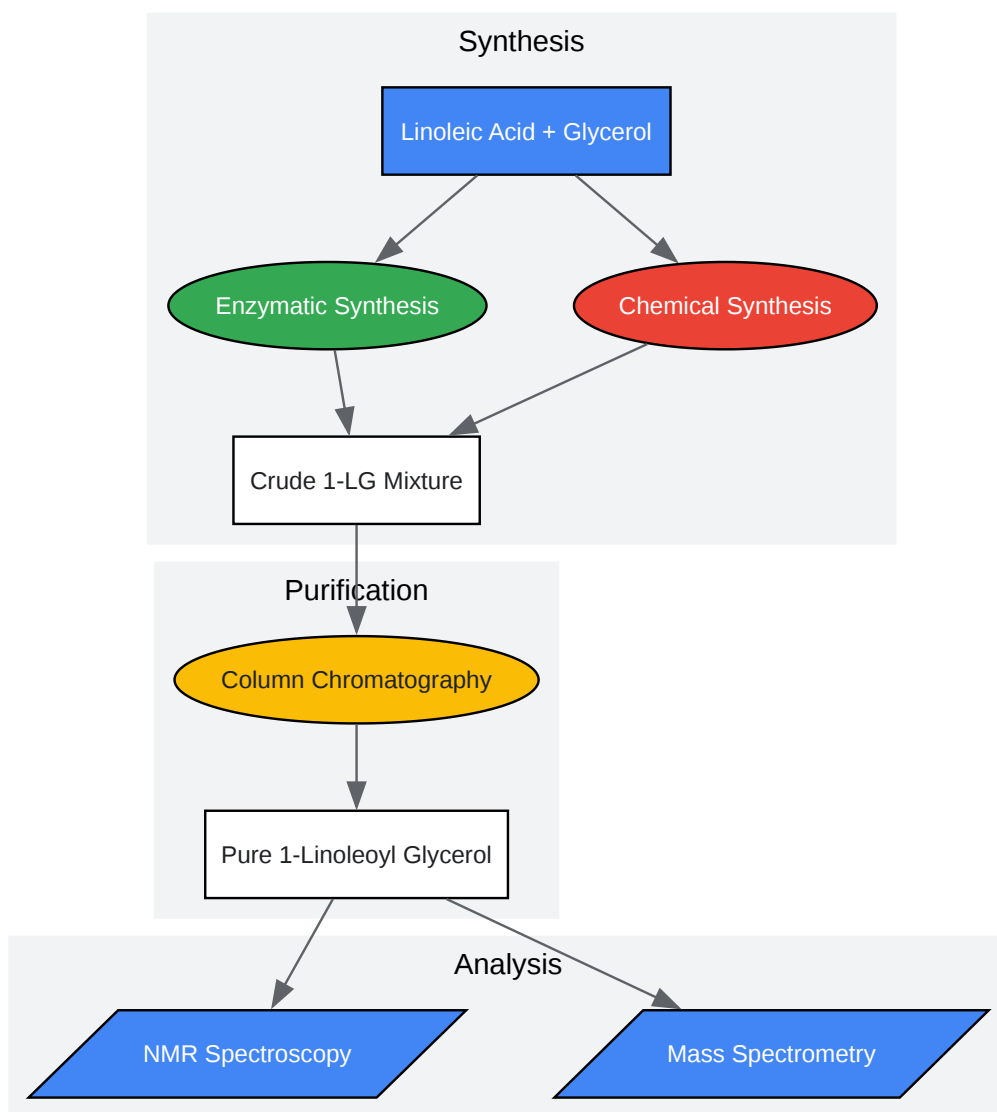 Synthesis
Linoleic Acid + Glycerol
Enzymatic Synthesis
Chemical Synthesis
Crude 1-LG Mixture
Purification
Column Chromatography
Pure 1-Linoleoyl Glycerol
Analysis
NMR Spectroscopy
Mass Spectrometry